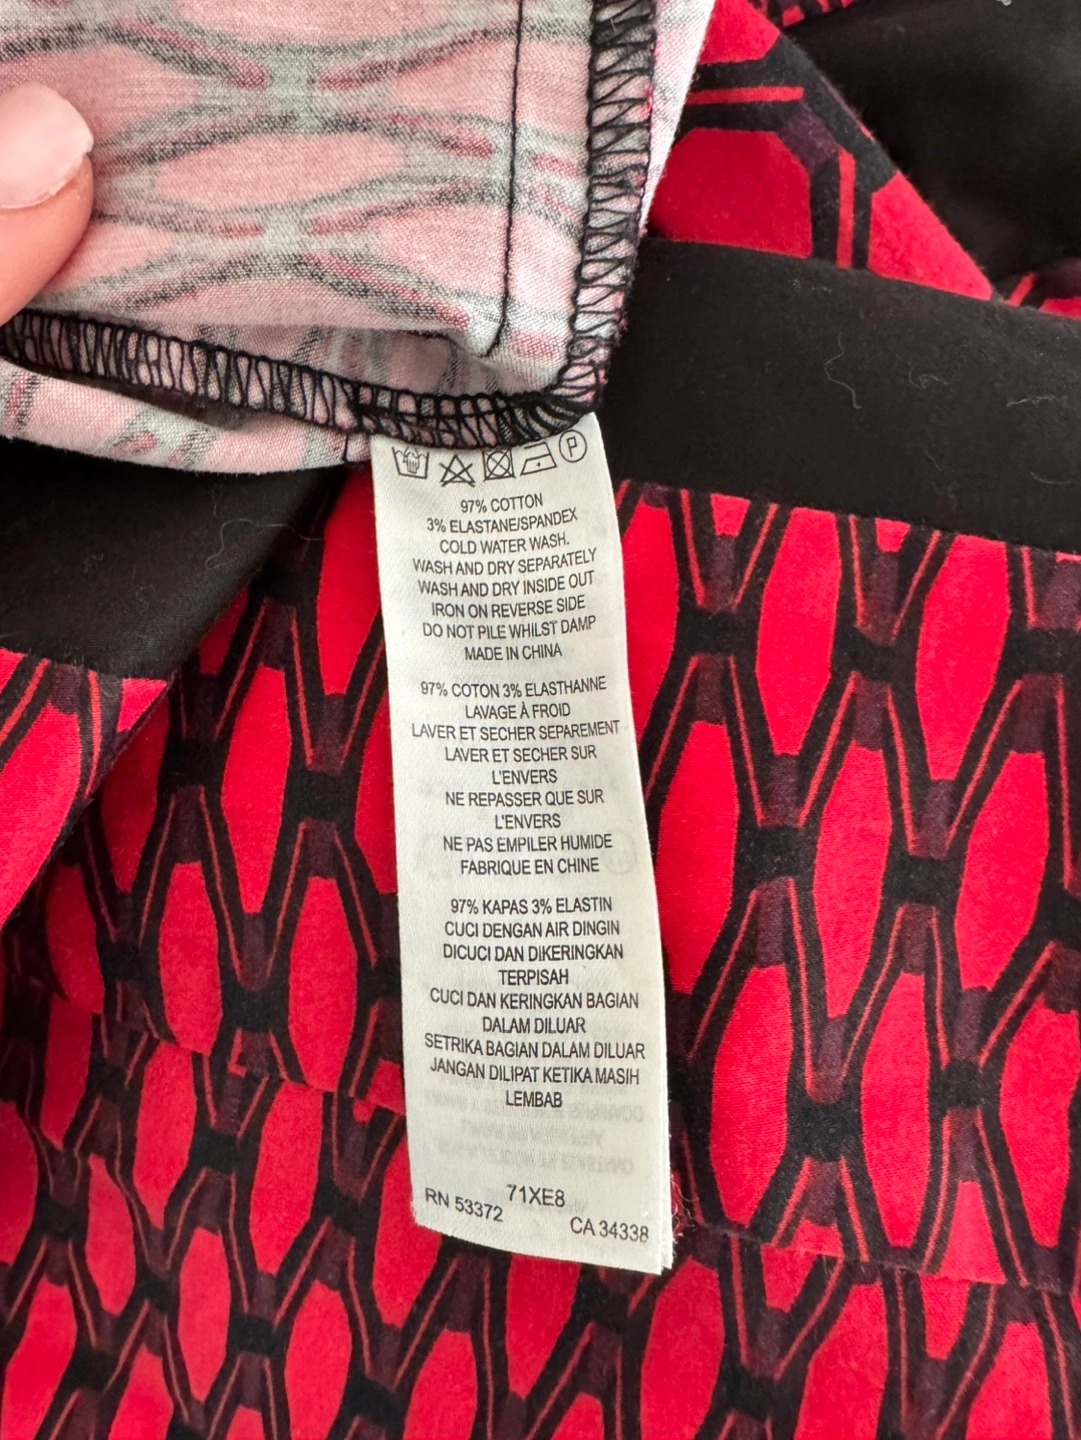 P
97% COTTON
3% ELASTANE/SPANDEX
COLD WATER WASH.
WASH AND DRY SEPARATELY
WASH AND DRY INSIDE OUT
IRON ON REVERSE SIDE
DO NOT PILE WHILST DAMP
MADE IN CHINA
97% COTON 3% ELASTHANNE
LAVAGE À FROID
LAVER ET SECHER SEPAREMENT
LAVER ET SECHER SUR
L'ENVERS
NE REPASSER QUE SUR
L'ENVERS
NE PAS EMPILER HUMIDE
FABRIQUE EN CHINE
97% KAPAS 3% ELASTIN
CUCI DENGAN AIR DINGIN
DICUCI DAN DIKERINGKAN
TERPISAH
CUCI DAN KERINGKAN BAGIAN
DALAM DILUAR
SETRIKA BAGIAN DALAM DILUAR
JANGAN DILIPAT KETIKA MASIH
LEMBAB
71XE8
RN 53372
CA 34338